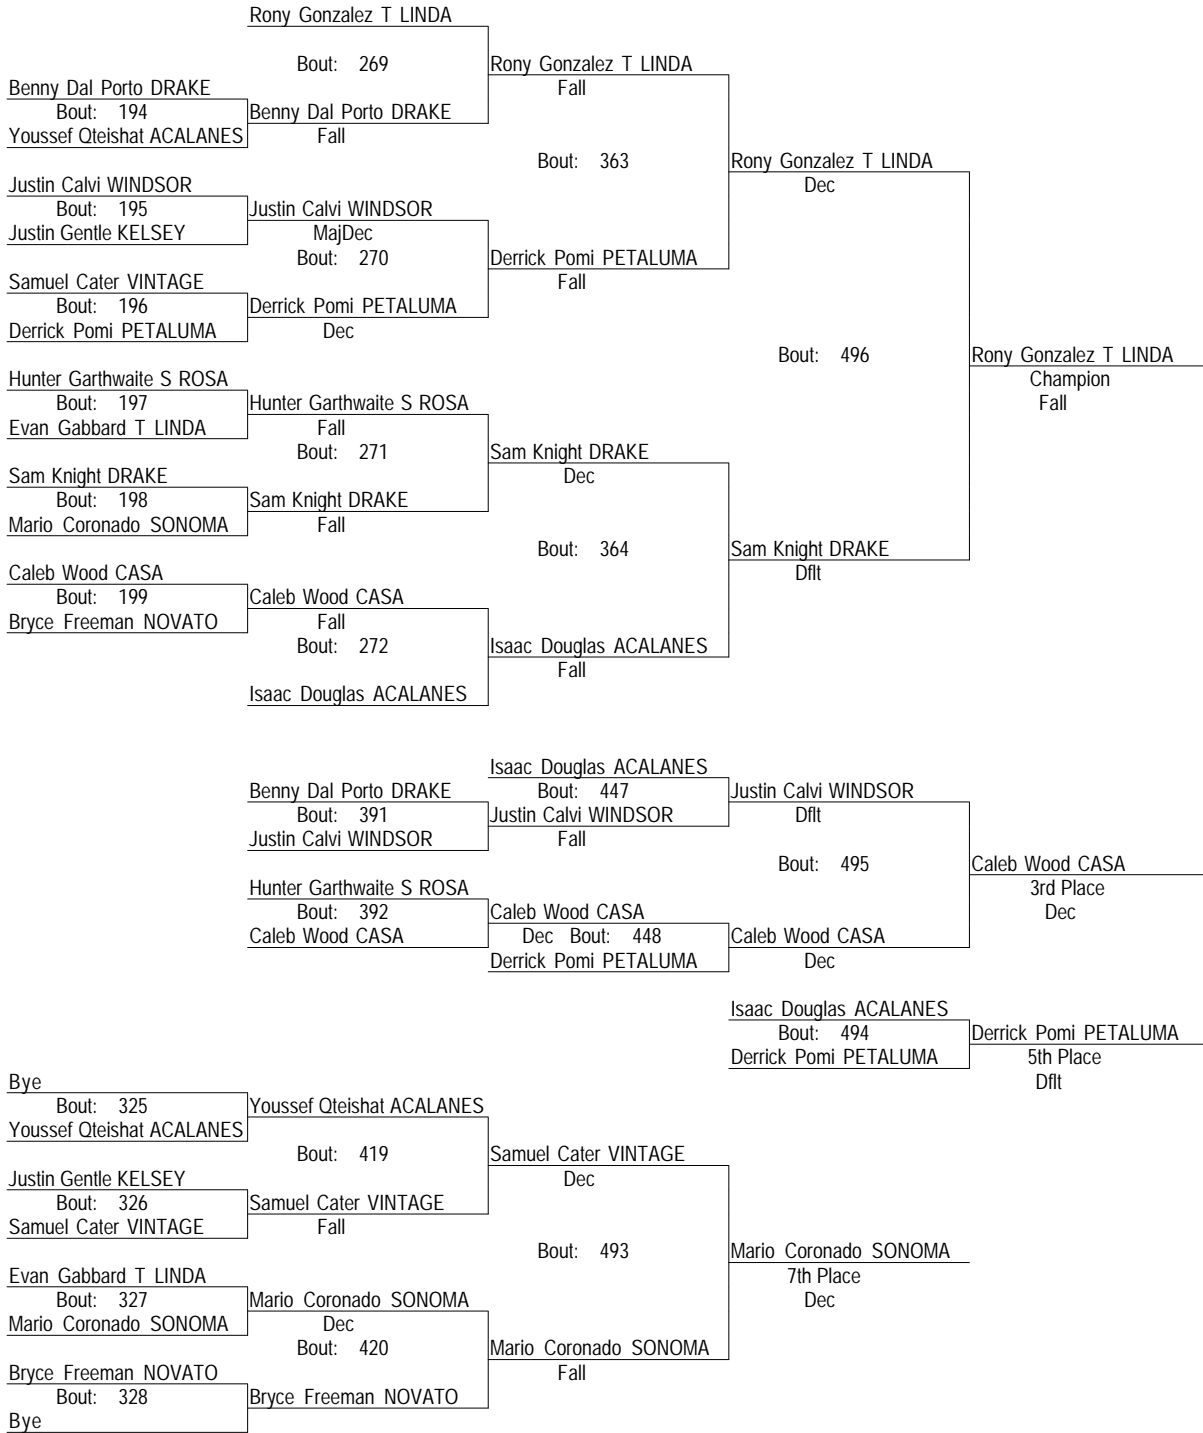 Rony Gonzalez T LINDA
Bout: 269
Rony Gonzalez T LINDA
Fall
Benny Dal Porto DRAKE
Bout: 194
Benny Dal Porto DRAKE
Youssef Qteishat ACALANES
Fall
Bout: 363
Rony Gonzalez T LINDA
Dec
Justin Calvi WINDSOR
Bout: 195
Justin Calvi WINDSOR
Justin Gentle KELSEY
MajDec
Bout: 270
Derrick Pomi PETALUMA
Fall
Samuel Cater VINTAGE
Bout: 196
Derrick Pomi PETALUMA
Derrick Pomi PETALUMA
Dec
Bout: 496
Rony Gonzalez T LINDA
Champion
Fall
Hunter Garthwaite S ROSA
Bout: 197
Hunter Garthwaite S ROSA
Evan Gabbard T LINDA
Fall
Bout: 271
Sam Knight DRAKE
Dec
Sam Knight DRAKE
Bout: 198
Sam Knight DRAKE
Mario Coronado SONOMA
Fall
Bout: 364
Sam Knight DRAKE
Dflt
Caleb Wood CASA
Bout: 199
Caleb Wood CASA
Bryce Freeman NOVATO
Fall
Bout: 272
Isaac Douglas ACALANES
Fall
Isaac Douglas ACALANES
Isaac Douglas ACALANES
Benny Dal Porto DRAKE
Bout: 447
Justin Calvi WINDSOR
Bout: 391
Justin Calvi WINDSOR
Dflt
Justin Calvi WINDSOR
Fall
Bout: 495
Caleb Wood CASA
3rd Place
Dec
Hunter Garthwaite S ROSA
Bout: 392
Caleb Wood CASA
Caleb Wood CASA
Dec Bout: 448
Caleb Wood CASA
Derrick Pomi PETALUMA
Dec
Isaac Douglas ACALANES
Bout: 494
Derrick Pomi PETALUMA
Derrick Pomi PETALUMA
5th Place
Dflt
Bye
Bout: 325
Youssef Qteishat ACALANES
Youssef Qteishat ACALANES
Bout: 419
Samuel Cater VINTAGE
Dec
Justin Gentle KELSEY
Bout: 326
Samuel Cater VINTAGE
Samuel Cater VINTAGE
Fall
Bout: 493
Mario Coronado SONOMA
7th Place
Dec
Evan Gabbard T LINDA
Bout: 327
Mario Coronado SONOMA
Mario Coronado SONOMA
Dec
Bout: 420
Mario Coronado SONOMA
Fall
Bryce Freeman NOVATO
Bout: 328
Bryce Freeman NOVATO
Bye